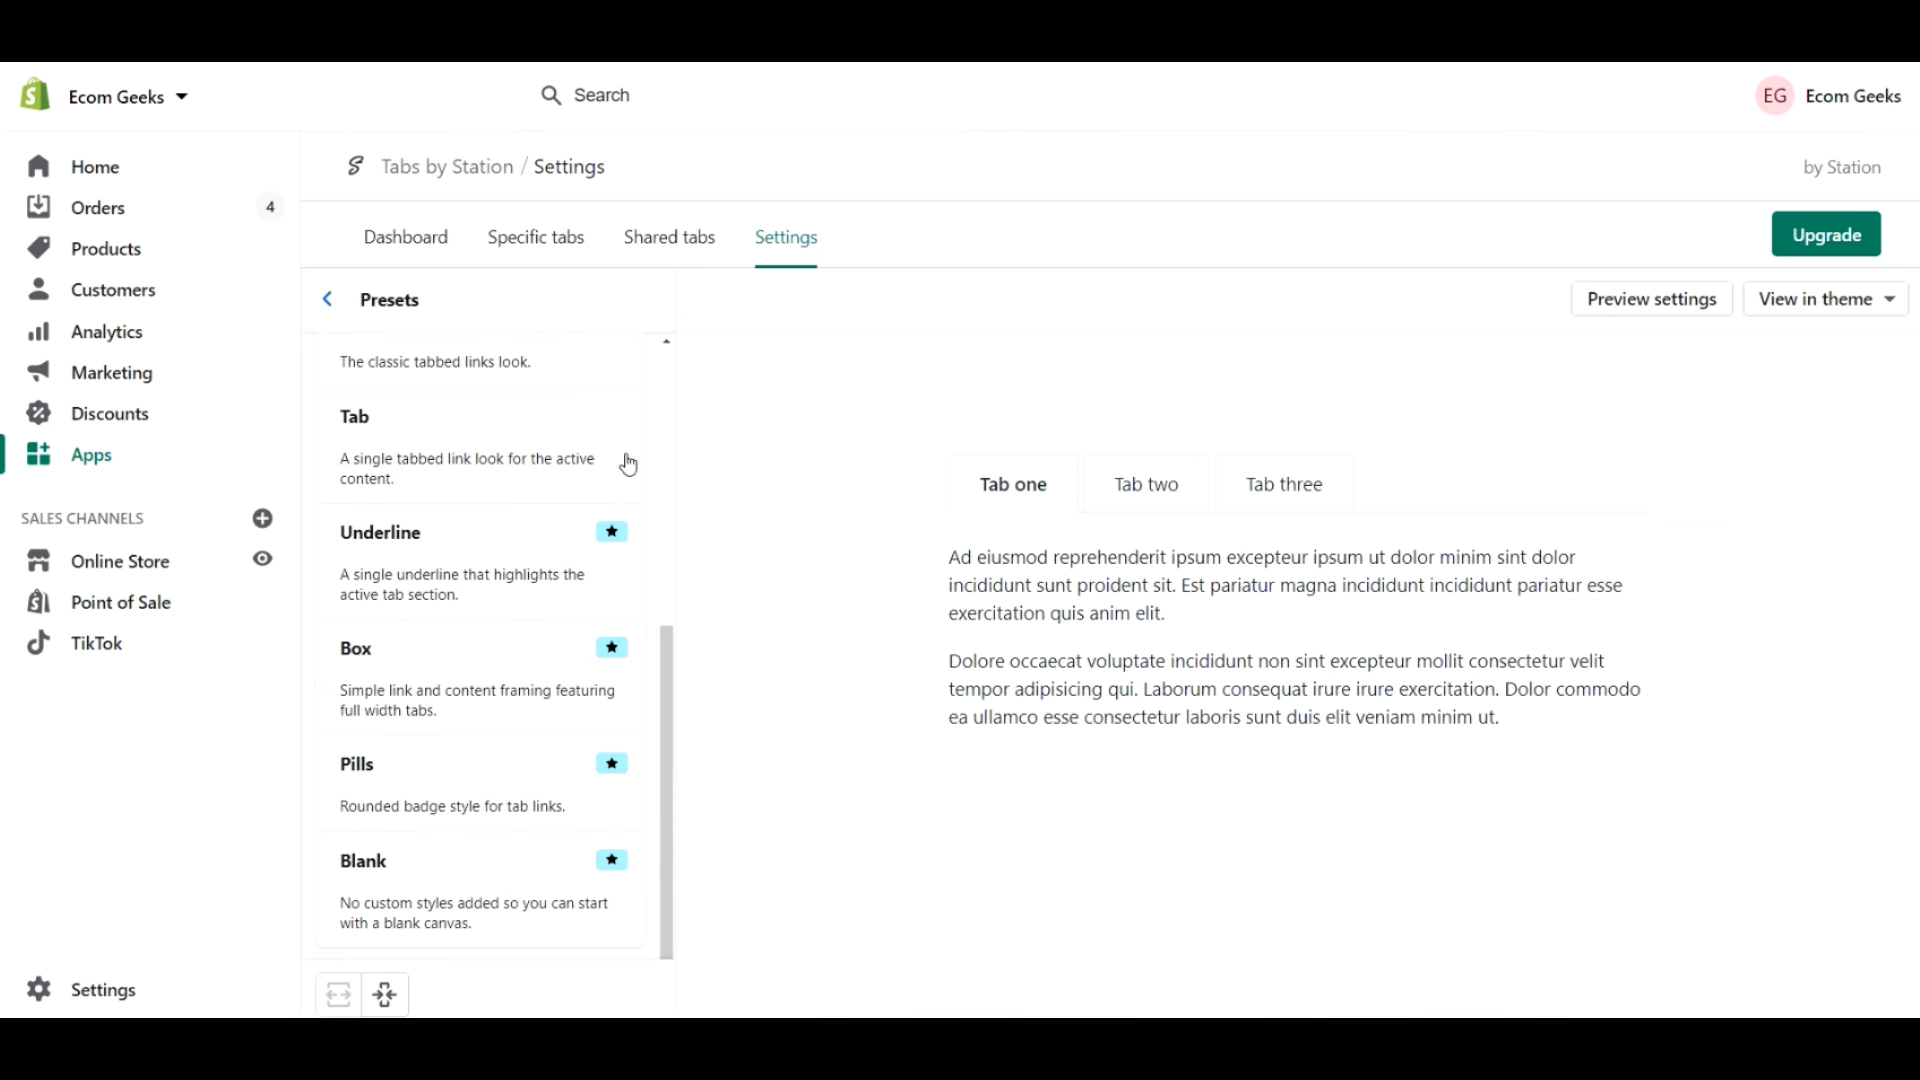 Ecom Geeks
Search
EG Ecom Geeks
Home
Orders 4
Products
Customers
Analytics
Marketing
Discounts
Apps
SALES CHANNELS
Online Store
Point of Sale
TikTok
Settings
Tabs by Station / Settings
by Station
Dashboard Specific tabs Shared tabs Settings
Upgrade
Presets
The classic tabbed links look.
Tab
A single tabbed link look for the active
content.
Underline
A single underline that highlights the
active tab section.
Box
Simple link and content framing featuring
full width tabs.
Pills
Rounded badge style for tab links.
Blank
No custom styles added so you can start
with a blank canvas.
Preview settings View in theme
Tab one Tab two Tab three
Ad eiusmod reprehenderit ipsum excepteur ipsum ut dolor minim sint dolor
incididunt sunt proident sit. Est pariatur magna incididunt incididunt pariatur esse
exercitation quis anim elit.
Dolore occaecat voluptate incididunt non sint excepteur mollit consectetur velit
tempor adipisicing qui. Laborum consequat irure irure exercitation. Dolor commodo
ea ullamco esse consectetur laboris sunt duis elit veniam minim ut.